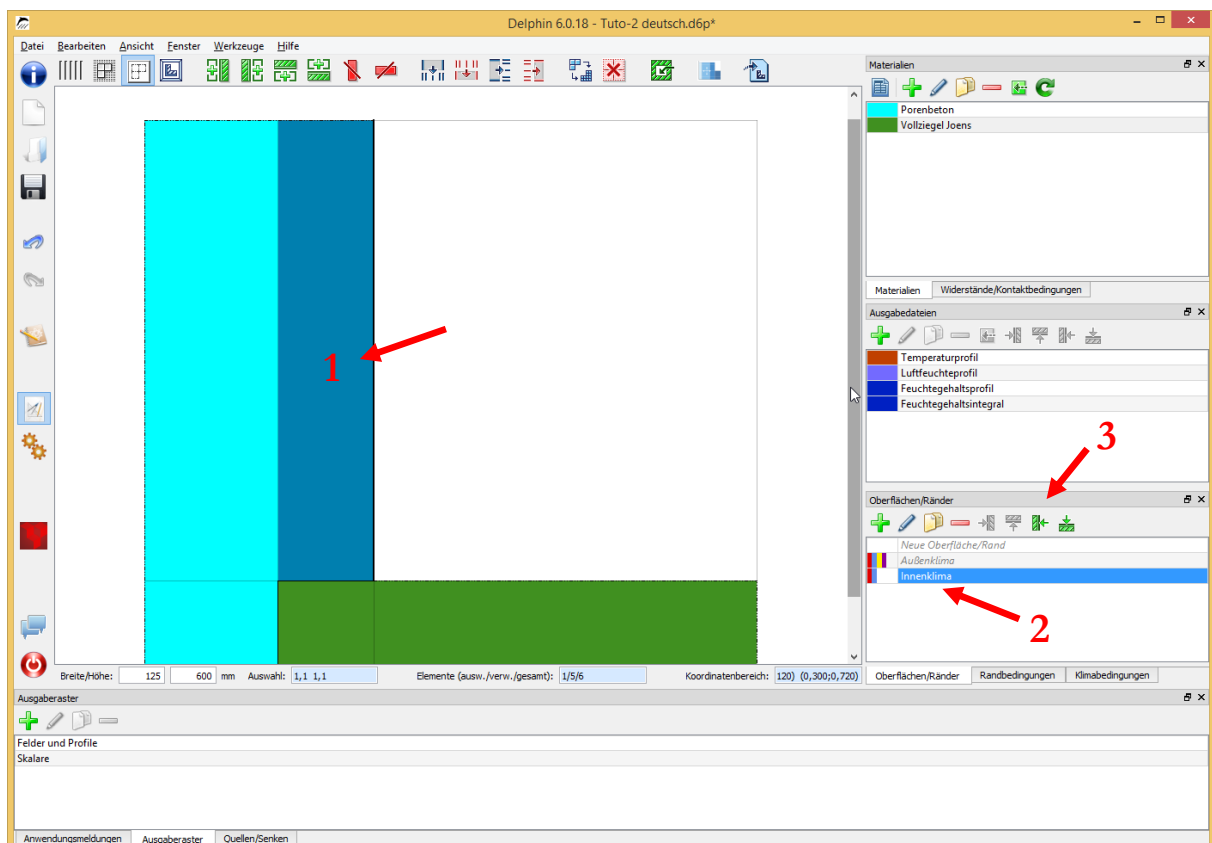 Delphin 6.0.18 - Tuto-2 deutsch.d6p*
Datei Bearbeiten Ansicht Fenster Werkzeuge Hilfe
Materialien
Porenbeton
Vollziegel Joens
Materialien Widerstände/Kontaktbedingungen
Ausgabedateien
Temperaturprofil
Luftfeuchteprofil
Feuchtegehaltsprofil
Feuchtegehaltsintegral
1
3
Oberflächen/Ränder
Neue Oberfläche/Rand
Außenklima
Innenklima
2
Breite/Höhe: 125 600 mm Auswahl: 1,1 1,1 Elemente (ausw./verw./gesamt): 1/5/6 Koordinatenbereich: 120) (0,300;0,720)
Oberflächen/Ränder Randbedingungen Klimabedingungen
Ausgaberaster
Felder und Profile
Skalare
Anwendungsmeldungen Ausgaberaster Quellen/Senken